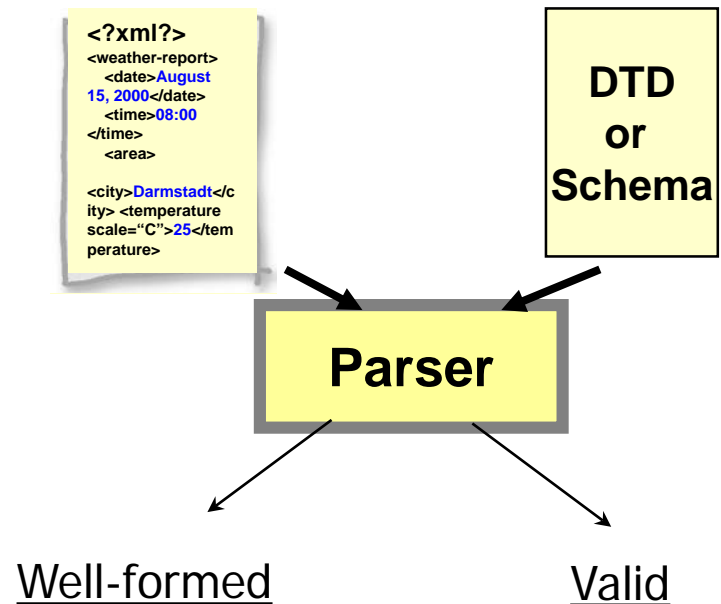 <?xml?>
<weather-report>
<date>August
15, 2000</date>
<time>08:00
</time>
<area>
<city>Darmstadt</c
ity> <temperature
scale=“C”>25</tem
perature>
DTD
or
Schema
Parser
Well-formed
Valid